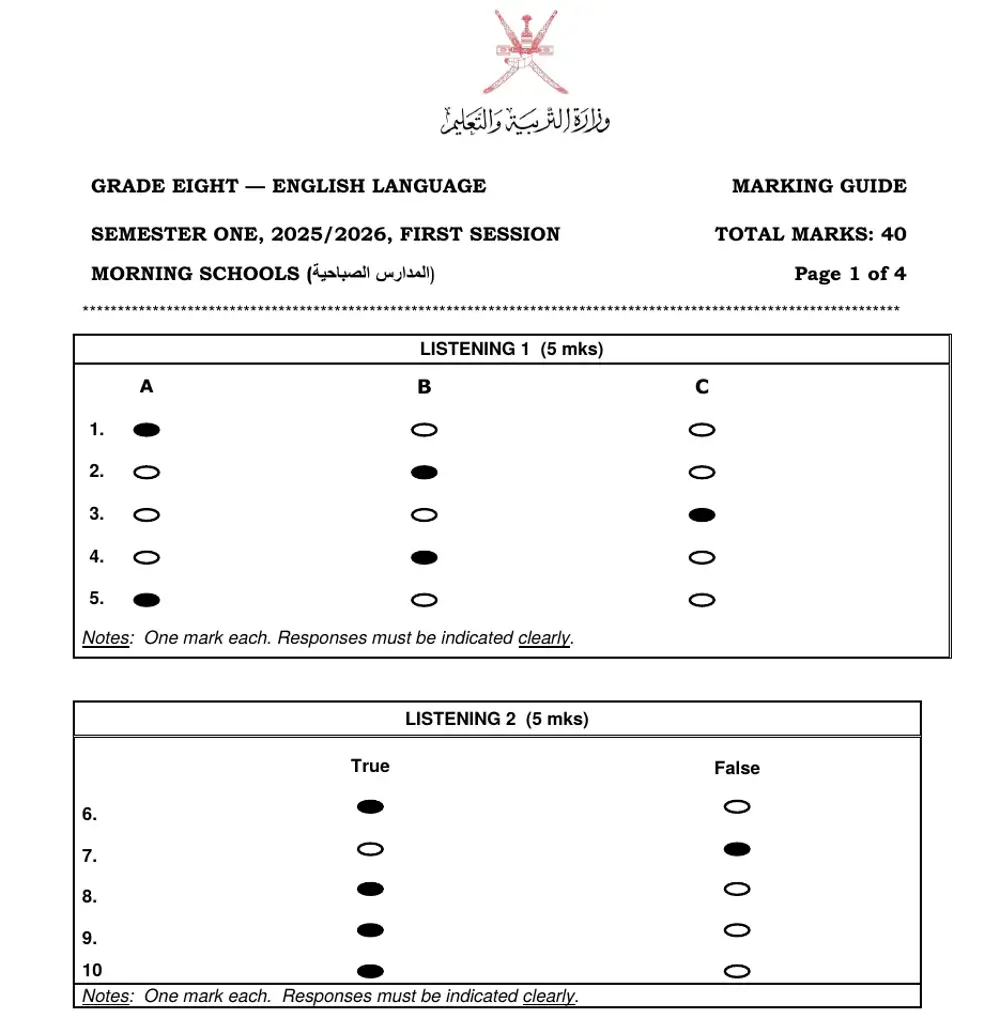 وزارة التربية والتعليم
GRADE EIGHT — ENGLISH LANGUAGE MARKING GUIDE
SEMESTER ONE, 2025/2026, FIRST SESSION TOTAL MARKS: 40
MORNING SCHOOLS (المدارس الصباحية) Page 1 of 4
**********************************************************************************************************************
LISTENING 1 (5 mks)
A B C
1.
2.
3.
4.
5.
Notes: One mark each. Responses must be indicated clearly.
LISTENING 2 (5 mks)
True False
6.
7.
8.
9.
10
Notes: One mark each. Responses must be indicated clearly.